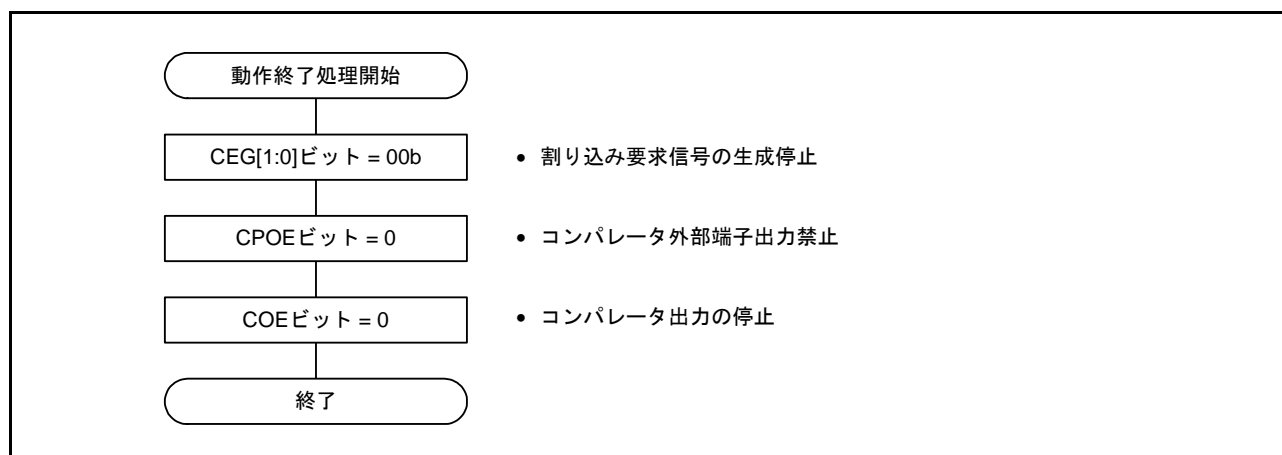 動作終了処理開始
CEG[1:0]ビット = 00b
• 割り込み要求信号の生成停止
CPOEビット = 0
• コンパレータ外部端子出力禁止
COEビット = 0
• コンパレータ出力の停止
終了